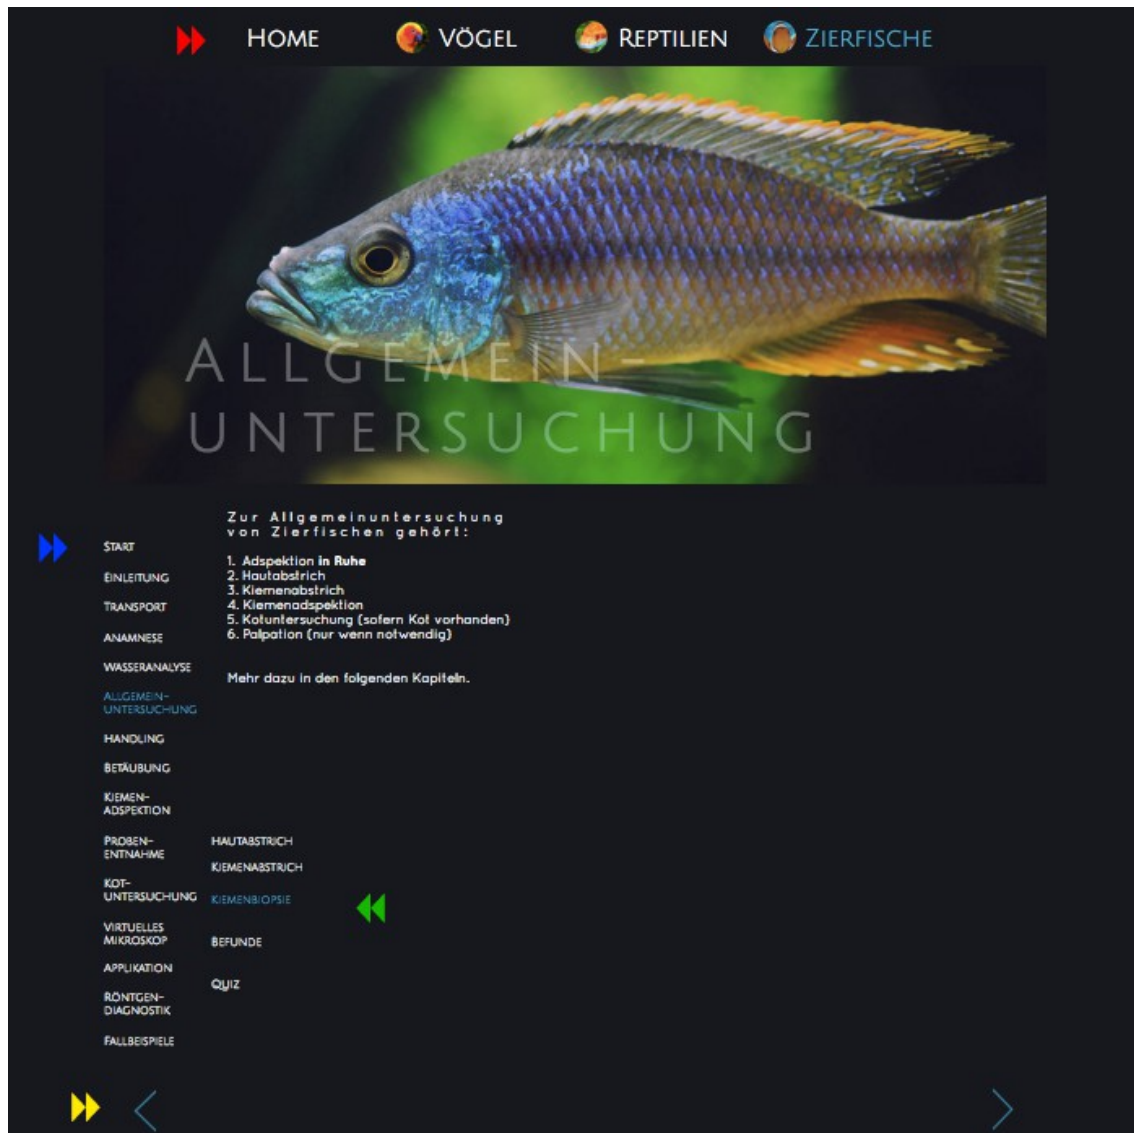 HOME VÖGEL REPTILIEN ZIERFISCHE
ALLGEMEIN-
UNTERSUCHUNG
Zur Allgemeinuntersuchung
von Zierfischen gehört:
1. Adspektion in Ruhe
2. Hautabstrich
3. Kiemenabstrich
4. Kiemenadspektion
5. Kotuntersuchung (sofern Kot vorhanden)
6. Palpation (nur wenn notwendig)
Mehr dazu in den folgenden Kapiteln.
START
EINLEITUNG
TRANSPORT
ANAMNESE
WASSERANALYSE
ALLGEMEIN-
UNTERSUCHUNG
HANDLING
BETÄUBUNG
KIEMEN-
ADSPEKTION
PROBEN-
ENTNAHME
KOT-
UNTERSUCHUNG
VIRTUELLES
MIKROSKOP
APPLIKATION
RÖNTGEN-
DIAGNOSTIK
FALLBEISPIELE
HAUTABSTRICH
KIEMENABSTRICH
KIEMENBIOPSIE
BEFUNDE
QUIZ